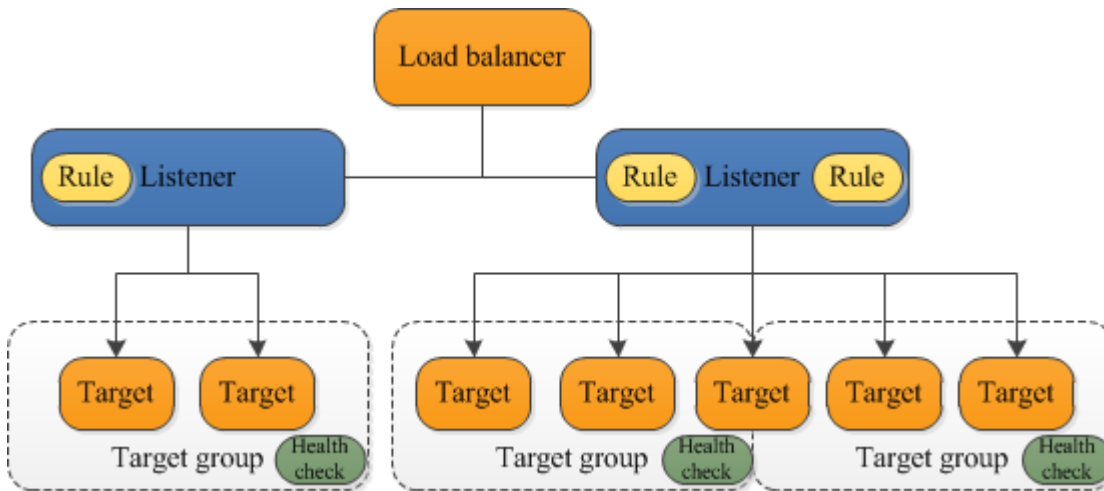 Load balancer
Rule Listener
Rule Listener Rule
Target Target
Target Target Target Target Target
Target group Health check
Target group Health check
Target group Health check